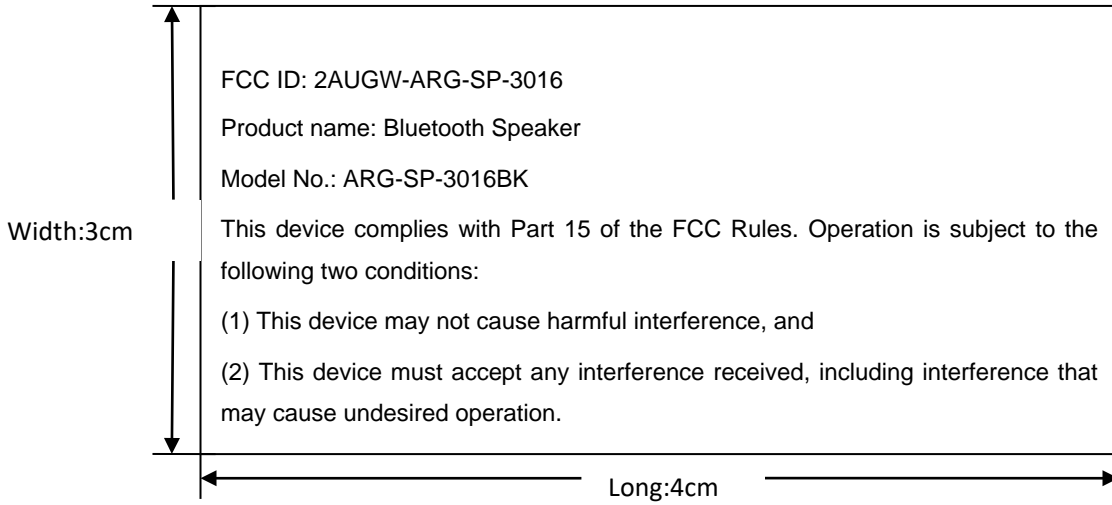 FCC ID: 2AUGW-ARG-SP-3016
Product name: Bluetooth Speaker
Model No.: ARG-SP-3016BK
Width:3cm
This device complies with Part 15 of the FCC Rules. Operation is subject to the
following two conditions:
(1) This device may not cause harmful interference, and
(2) This device must accept any interference received, including interference that
may cause undesired operation.
Long:4cm